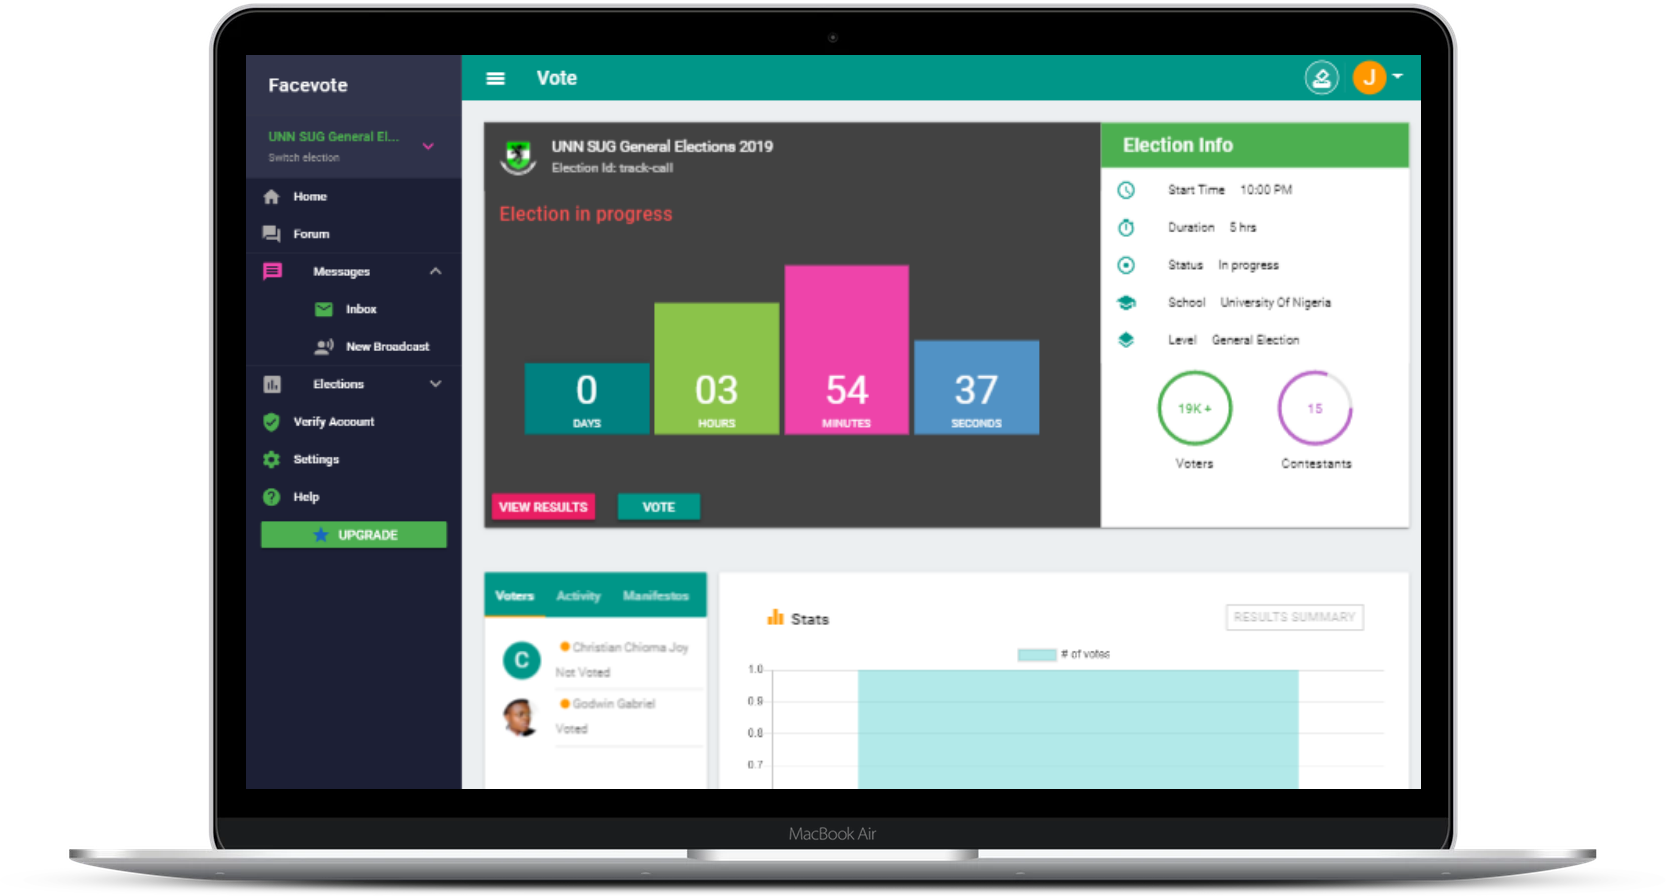 Facevote
UNN SUG General El...
Switch election
Home
Forum
Messages
Inbox
New Broadcast
Elections
Verify Account
Settings
Help
UPGRADE
Vote
J
UNN SUG General Elections 2019
Election Id: track-call
Election in progress
0
DAYS
03
HOURS
54
MINUTES
37
SECONDS
VIEW RESULTS
VOTE
Election Info
Start Time 10:00 PM
Duration 5 hrs
Status In progress
School University Of Nigeria
Level General Election
19K +
Voters
15
Contestants
Voters Activity Manifestos
C
Christian Chioma Joy
Not Voted
Godwin Gabriel
Voted
Stats
RESULTS SUMMARY
# of votes
1.0
0.9
0.8
0.7
MacBook Air